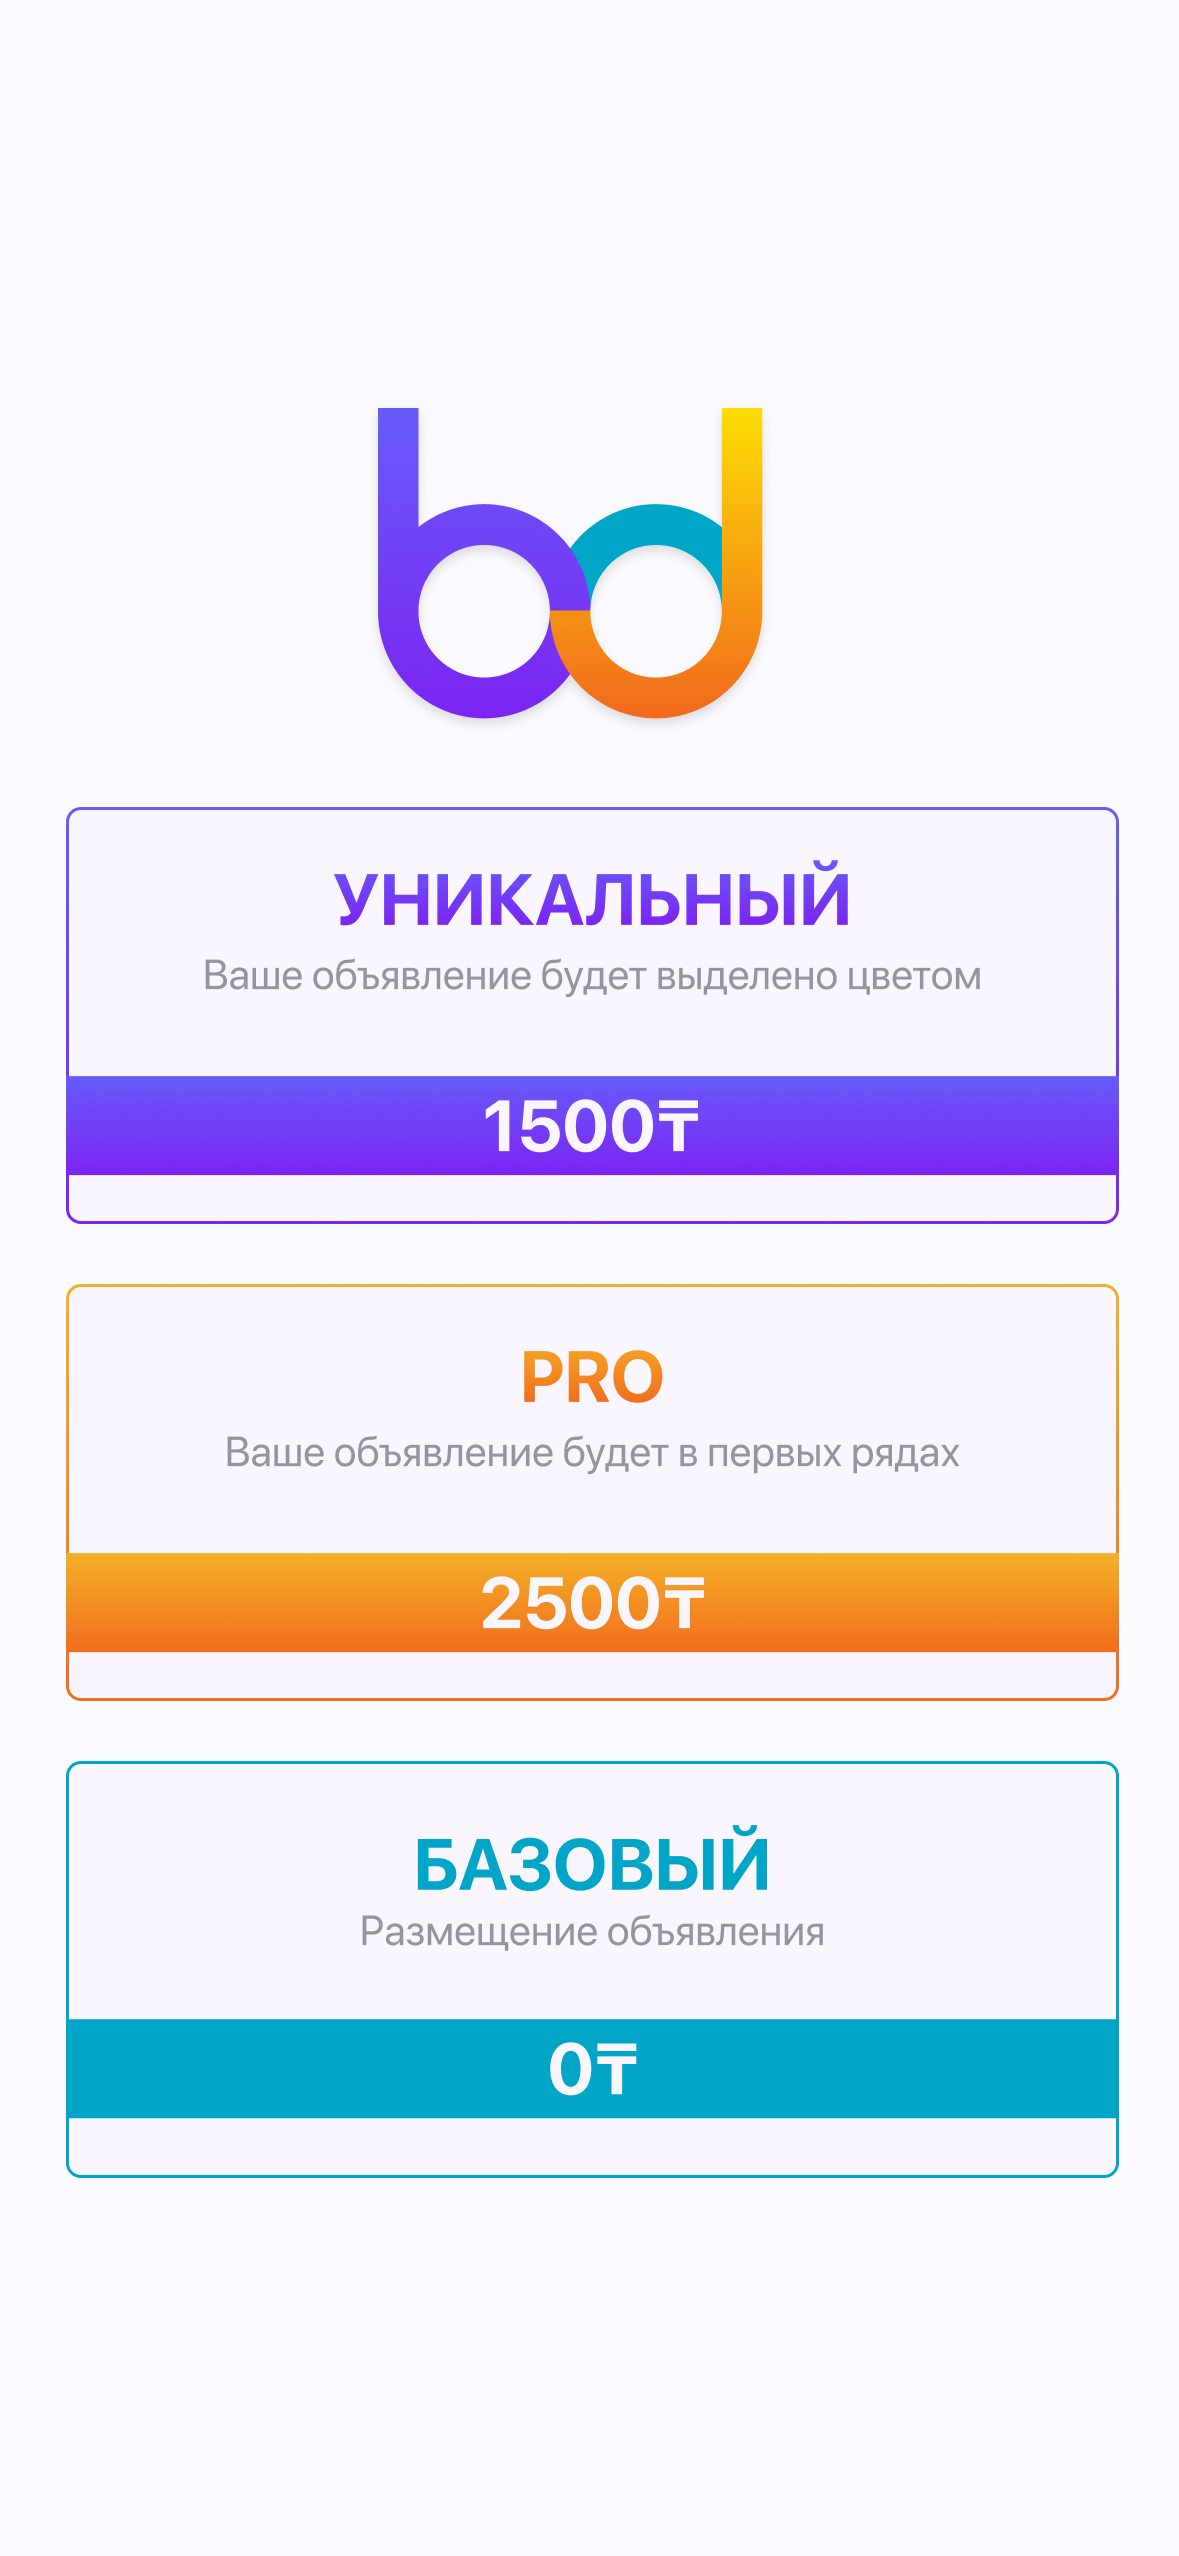 bd
УНИКАЛЬНЫЙ
Ваше объявление будет выделено цветом
1500₸
PRO
Ваше объявление будет в первых рядах
2500₸
БАЗОВЫЙ
Размещение объявления
0₸